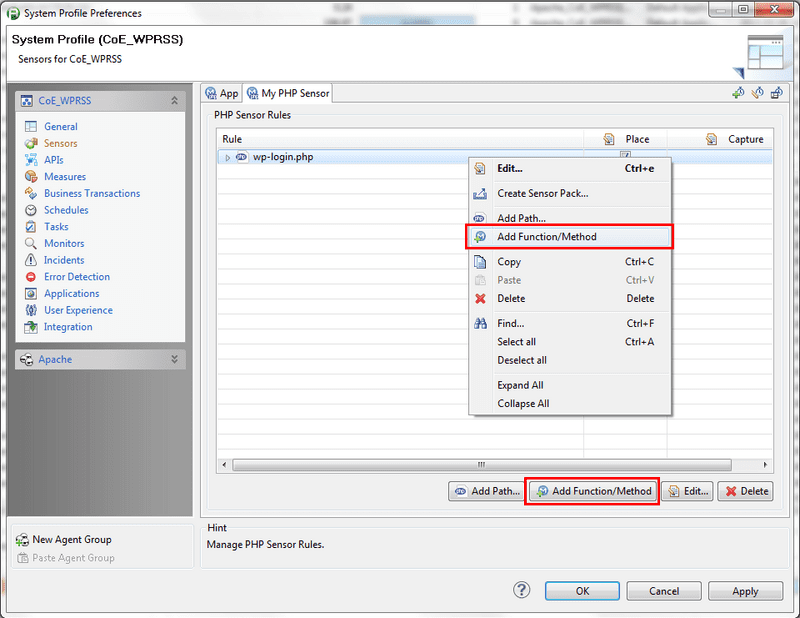 System Profile Preferences
System Profile (CoE_WPRSS)
Sensors for CoE_WPRSS
CoE_WPRSS
General
Sensors
APIs
Measures
Business Transactions
Schedules
Tasks
Monitors
Incidents
Error Detection
Applications
User Experience
Integration
Apache
New Agent Group
Paste Agent Group
App My PHP Sensor
PHP Sensor Rules
Rule Place Capture
wp-login.php
Edit... Ctrl+e
Create Sensor Pack...
Add Path...
Add Function/Method
Copy Ctrl+C
Paste Ctrl+V
Delete Delete
Find... Ctrl+F
Select all Ctrl+A
Deselect all
Expand All
Collapse All
Add Path... Add Function/Method Edit... Delete
Hint
Manage PHP Sensor Rules.
OK Cancel Apply